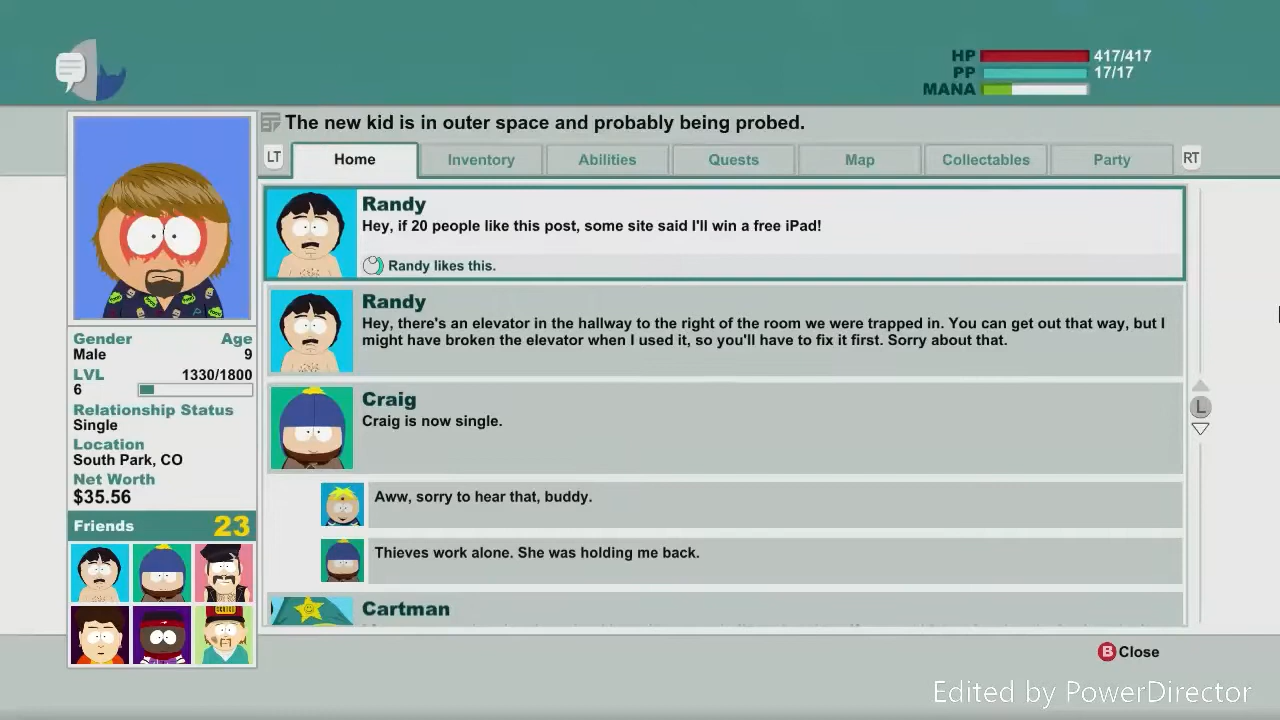 HP 417/417
PP 17/17
MANA
The new kid is in outer space and probably being probed.
LT Home Inventory Abilities Quests Map Collectables Party RT
Randy
Hey, if 20 people like this post, some site said I'll win a free iPad!
Randy likes this.
Randy
Hey, there's an elevator in the hallway to the right of the room we were trapped in. You can get out that way, but I
might have broken the elevator when I used it, so you'll have to fix it first. Sorry about that.
Craig
Craig is now single.
Aww, sorry to hear that, buddy.
Thieves work alone. She was holding me back.
Cartman
Gender Age
Male 9
LVL 1330/1800
6
Relationship Status
Single
Location
South Park, CO
Net Worth
$35.56
Friends 23
L
B Close
Edited by PowerDirector